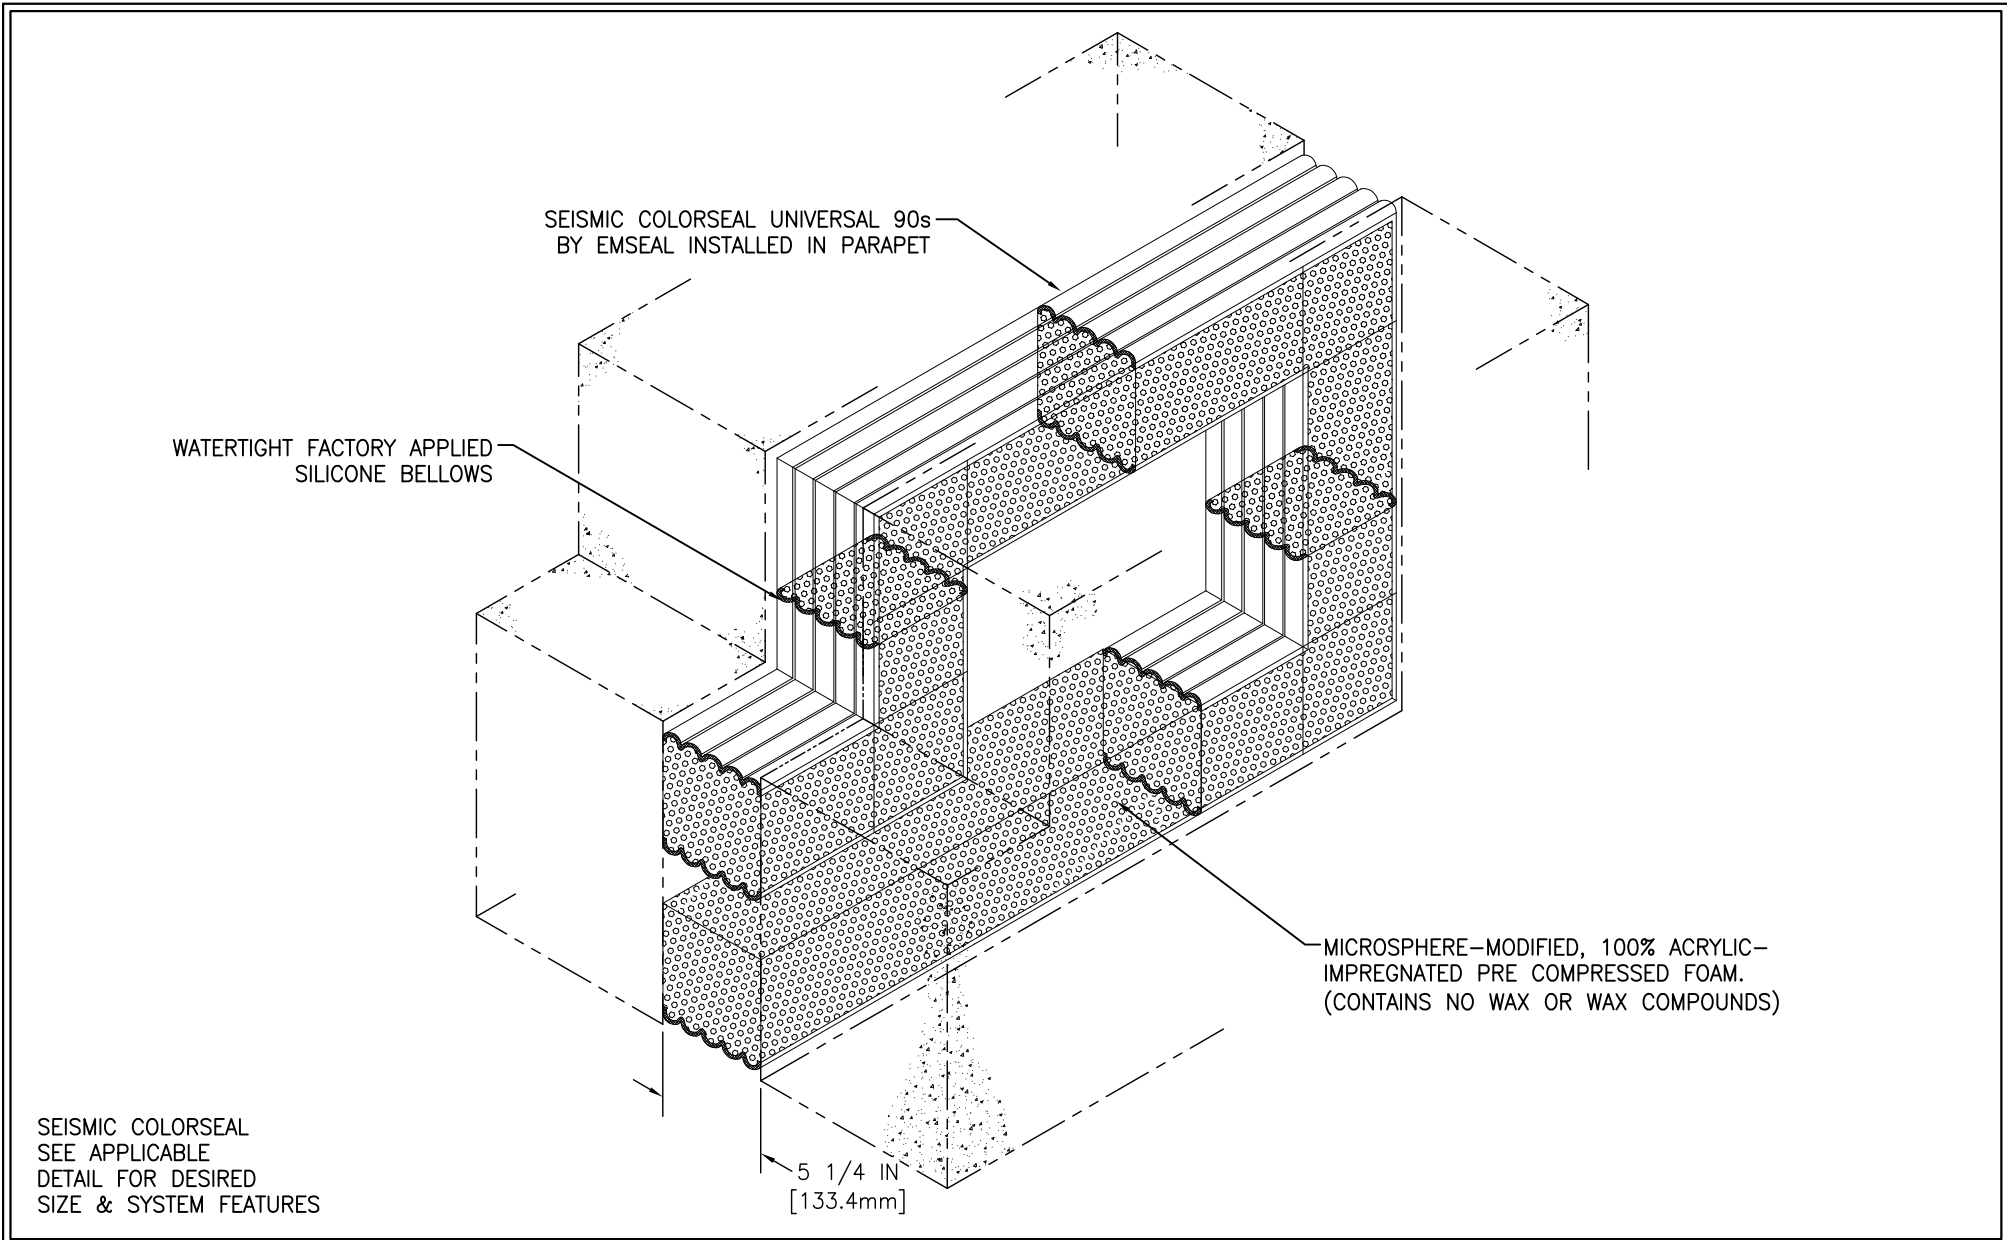 SEISMIC COLORSEAL UNIVERSAL 90s
BY EMSEAL INSTALLED IN PARAPET
WATERTIGHT FACTORY APPLIED
SILICONE BELLOWS
MICROSPHERE-MODIFIED, 100% ACRYLIC-
IMPREGNATED PRE COMPRESSED FOAM.
(CONTAINS NO WAX OR WAX COMPOUNDS)
SEISMIC COLORSEAL
SEE APPLICABLE
DETAIL FOR DESIRED
SIZE & SYSTEM FEATURES
5 1/4 IN
[133.4mm]